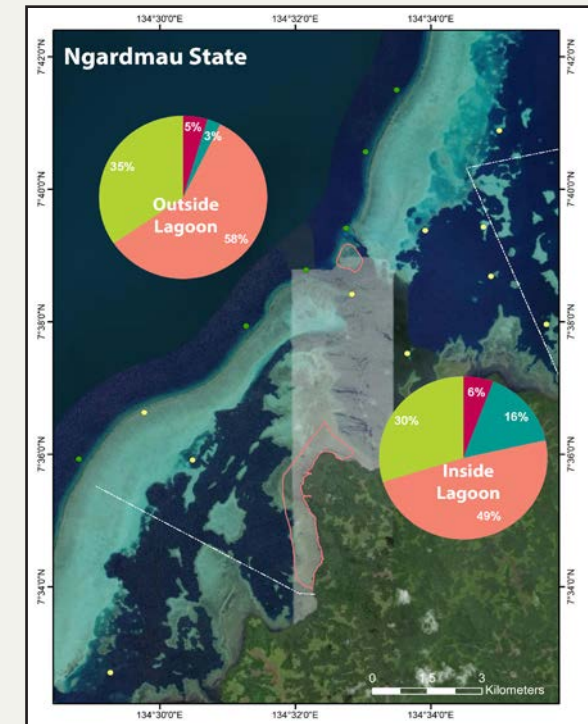 134°30'0"E 134°32'0"E 134°34'0"E
Ngardmau State
7°42'0"N 7°42'0"N
5%
3%
35%
Outside
Lagoon
58%
7°40'0"N 7°40'0"N
7°38'0"N 7°38'0"N
6%
30% 16%
Inside
Lagoon
49%
7°36'0"N 7°36'0"N
7°34'0"N 7°34'0"N
0 1.5 3
Kilometers
134°30'0"E 134°32'0"E 134°34'0"E